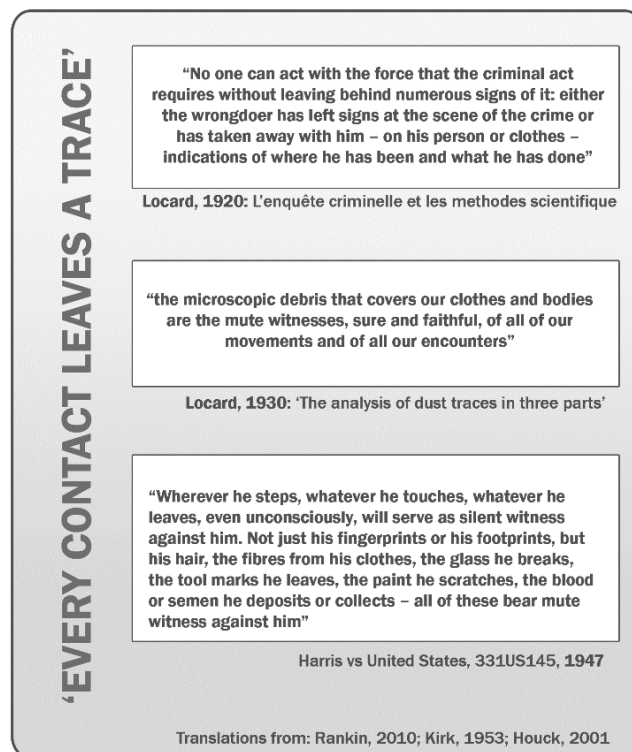 ‘EVERY CONTACT LEAVES A TRACE’
“No one can act with the force that the criminal act
requires without leaving behind numerous signs of it: either
the wrongdoer has left signs at the scene of the crime or
has taken away with him – on his person or clothes –
indications of where he has been and what he has done”
Locard, 1920: L’enquête criminelle et les methodes scientifique
“the microscopic debris that covers our clothes and bodies
are the mute witnesses, sure and faithful, of all of our
movements and of all our encounters”
Locard, 1930: ‘The analysis of dust traces in three parts’
“Wherever he steps, whatever he touches, whatever he
leaves, even unconsciously, will serve as silent witness
against him. Not just his fingerprints or his footprints, but
his hair, the fibres from his clothes, the glass he breaks,
the tool marks he leaves, the paint he scratches, the blood
or semen he deposits or collects – all of these bear mute
witness against him”
Harris vs United States, 331US145, 1947
Translations from: Rankin, 2010; Kirk, 1953; Houck, 2001